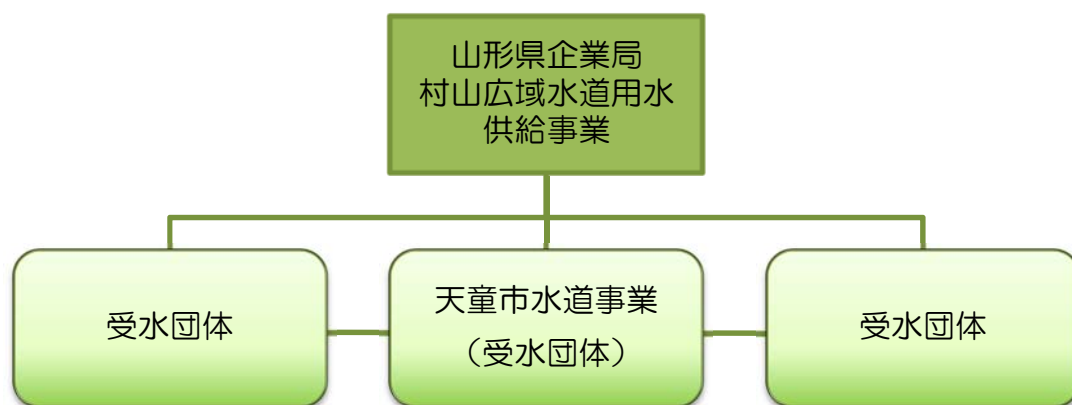 山形県企業局
村山広域水道用水
供給事業
受水団体
天童市水道事業
（受水団体）
受水団体